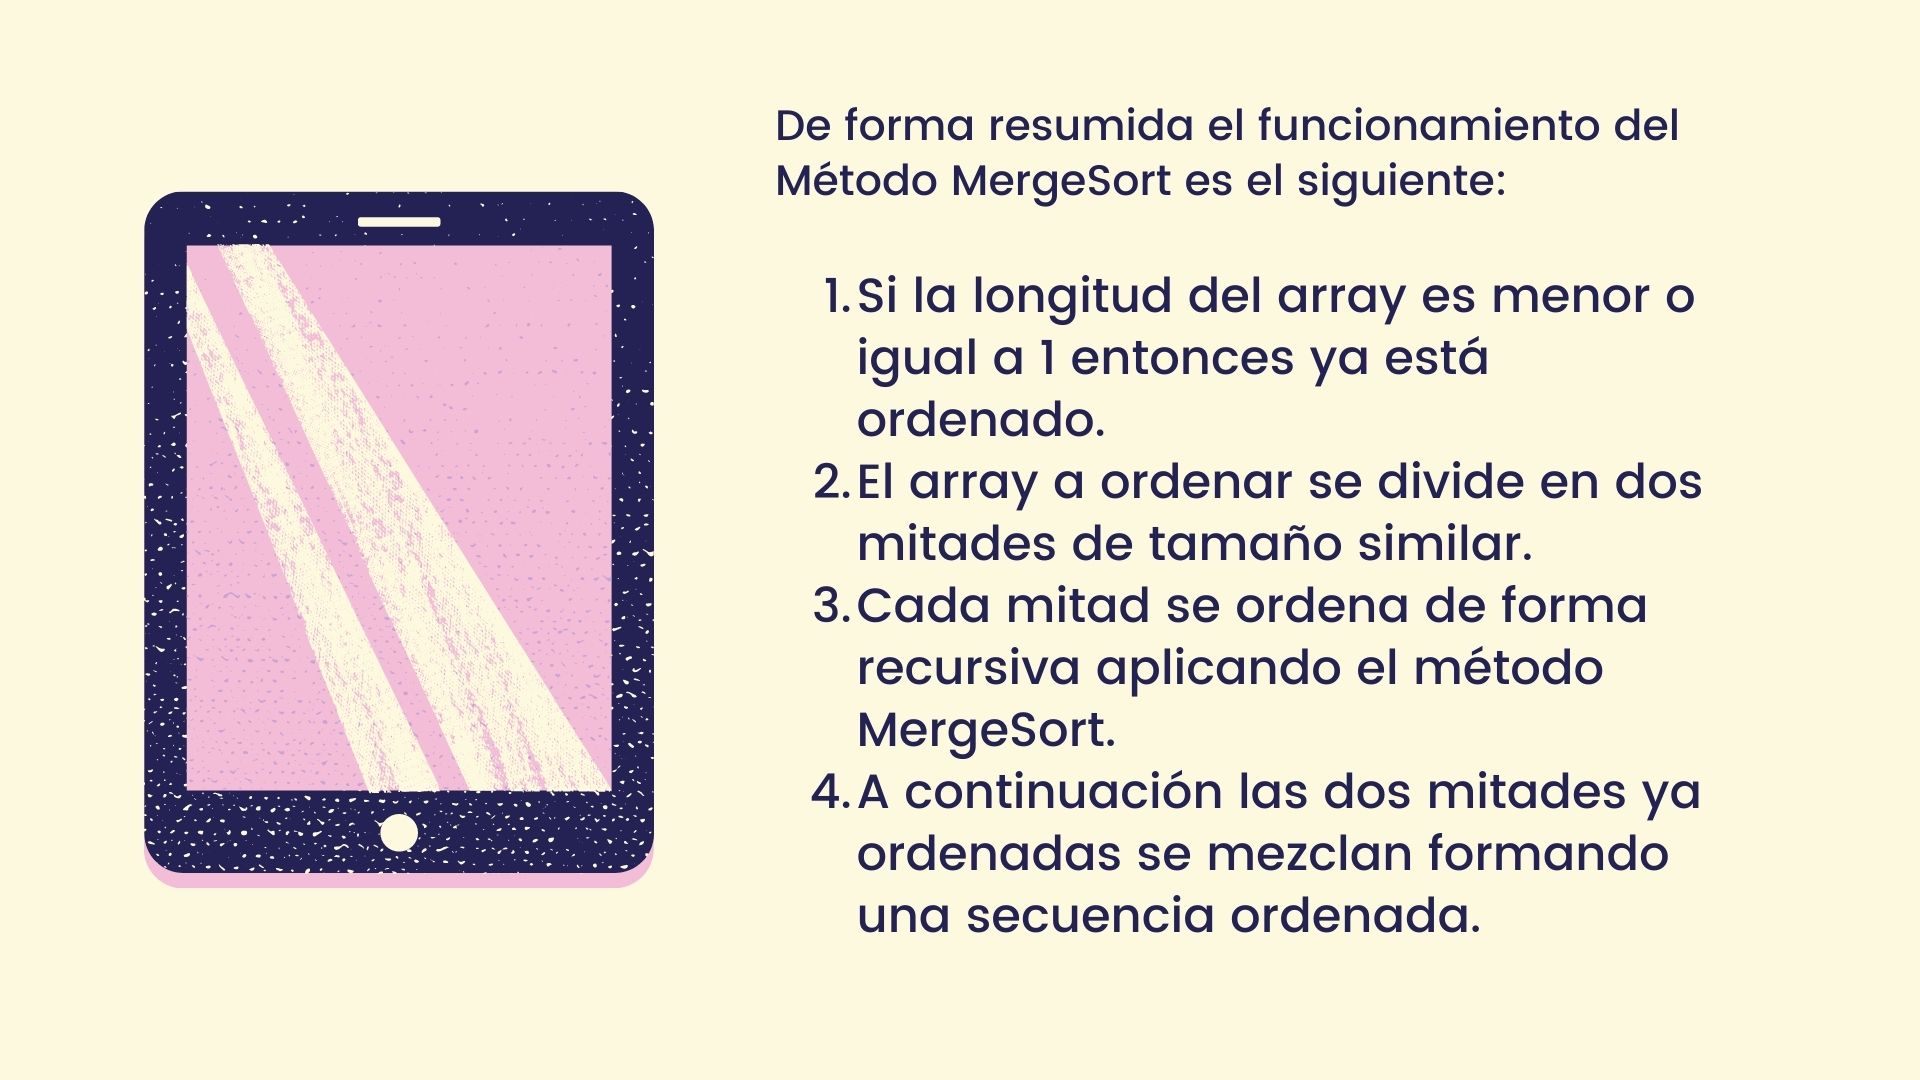 De forma resumida el funcionamiento del
Método MergeSort es el siguiente:
1. Si la longitud del array es menor o
igual a 1 entonces ya está
ordenado.
2. El array a ordenar se divide en dos
mitades de tamaño similar.
3. Cada mitad se ordena de forma
recursiva aplicando el método
MergeSort.
4. A continuación las dos mitades ya
ordenadas se mezclan formando
una secuencia ordenada.